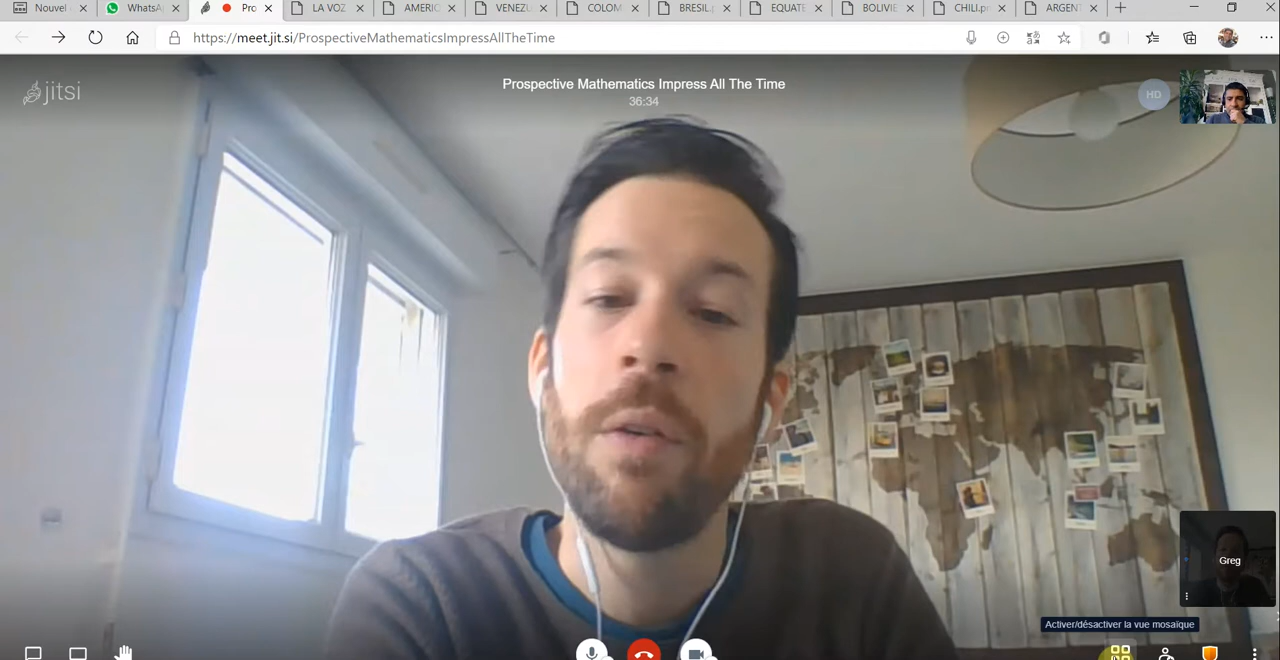 Nouvel
WhatsA
Pro
LA VOZ
AMERIC
VENEZU
COLOM
BRESIL.p
EQUATE
BOLIVIE
CHILI.p
ARGENT
https://meet.jit.si/ProspectiveMathematicsImpressAllTheTime
jitsi
Prospective Mathematics Impress All The Time
36:34
HD
Greg
Activer/désactiver la vue mosaïque